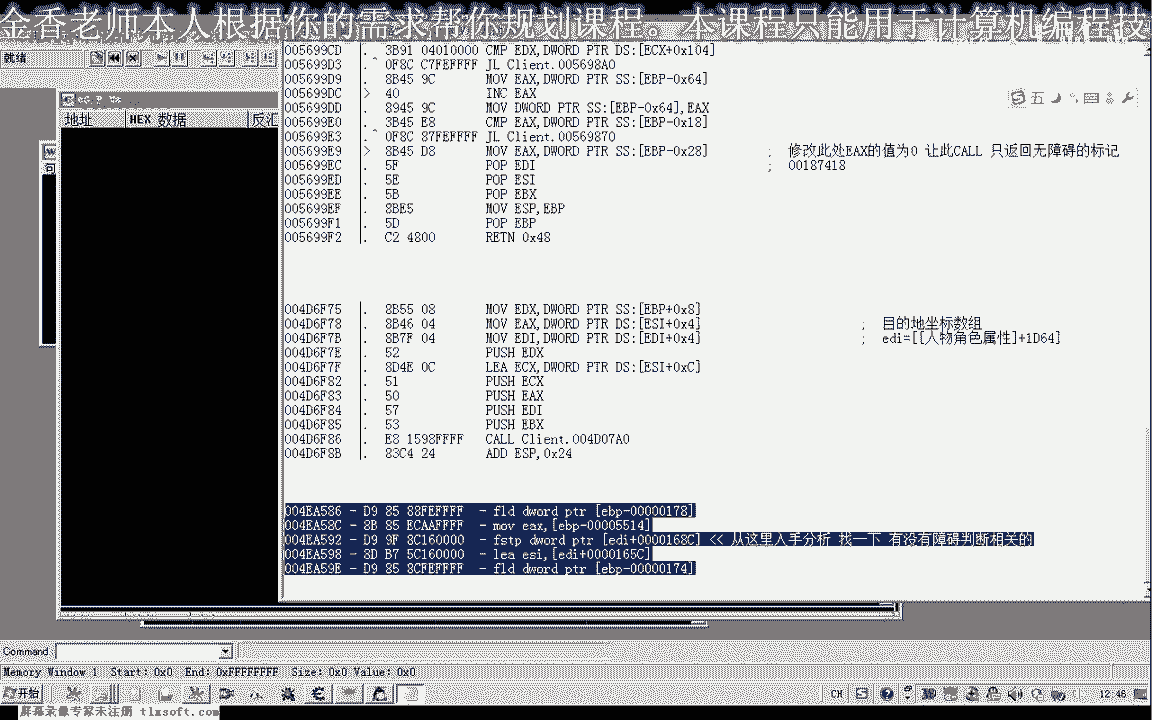 金香老师本人根据你的需求帮你规划课程。本课程只能用于计算机编程技
就绪
005699CD . 3B91 04010000 CMP EDX,DWORD PTR DS:[ECX+0x104]
005699D3 .^ 0F8C C7FEFFFF JL Client.005698A0
005699D9 . 8B45 9C MOV EAX,DWORD PTR SS:[EBP-0x64]
005699DC > 40 INC EAX
005699DD . 8945 9C MOV DWORD PTR SS:[EBP-0x64],EAX
005699E0 . 3B45 E8 CMP EAX,DWORD PTR SS:[EBP-0x18]
005699E3 .^ 0F8C 87FEFFFF JL Client.00569870
005699E9 > 8B45 D8 MOV EAX,DWORD PTR SS:[EBP-0x28] ; 修改此处EAX的值为0 让此CALL 只返回无障碍的标记
005699EC . 5F POP EDI ; 00187418
005699ED . 5E POP ESI
005699EE . 5B POP EBX
005699EF . 8BE5 MOV ESP,EBP
005699F1 . 5D POP EBP
005699F2 . C2 4800 RETN 0x48
004D6F75 . 8B55 08 MOV EDX,DWORD PTR SS:[EBP+0x8]
004D6F78 . 8B46 04 MOV EAX,DWORD PTR DS:[ESI+0x4] ; 目的地坐标数组
004D6F7B . 8B7F 04 MOV EDI,DWORD PTR DS:[EDI+0x4] ; edi=[[人物角色属性]+1D64]
004D6F7E . 52 PUSH EDX
004D6F7F . 8D4E 0C LEA ECX,DWORD PTR DS:[ESI+0xC]
004D6F82 . 51 PUSH ECX
004D6F83 . 50 PUSH EAX
004D6F84 . 57 PUSH EDI
004D6F85 . 53 PUSH EBX
004D6F86 . E8 1598FFFF CALL Client.004D07A0
004D6F8B . 83C4 24 ADD ESP,0x24
004EA586 - D9 85 88FEFFFF - fld dword ptr [ebp-00000178]
004EA58C - 8B 85 ECAAFFFF - mov eax,[ebp-00005514]
004EA592 - D9 9F 8C160000 - fstp dword ptr [edi+0000168C] << 从这里入手分析 找一下 有没有障碍判断相关的
004EA598 - 8D B7 5C160000 - lea esi,[edi+0000165C]
004EA59E - D9 85 8CFEFFFF - fld dword ptr [ebp-00000174]
地址 HEX 数据 反汇
句
五
Command
Memory Window 1 Start: 0x0 End: 0xFFFFFFFF Size: 0x0 Value: 0x0
开始
CH
12:46
屏幕录像专家未注册 tlxsoft.com